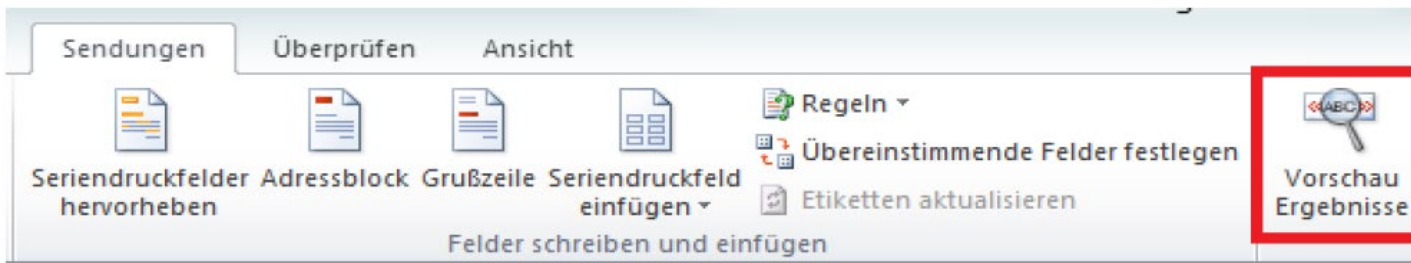 Sendungen Überprüfen Ansicht
Seriendruckfelder hervorheben
Adressblock
Grußzeile
Seriendruckfeld einfügen
Regeln
Übereinstimmende Felder festlegen
Etiketten aktualisieren
Felder schreiben und einfügen
«ABC»
Vorschau
Ergebnisse